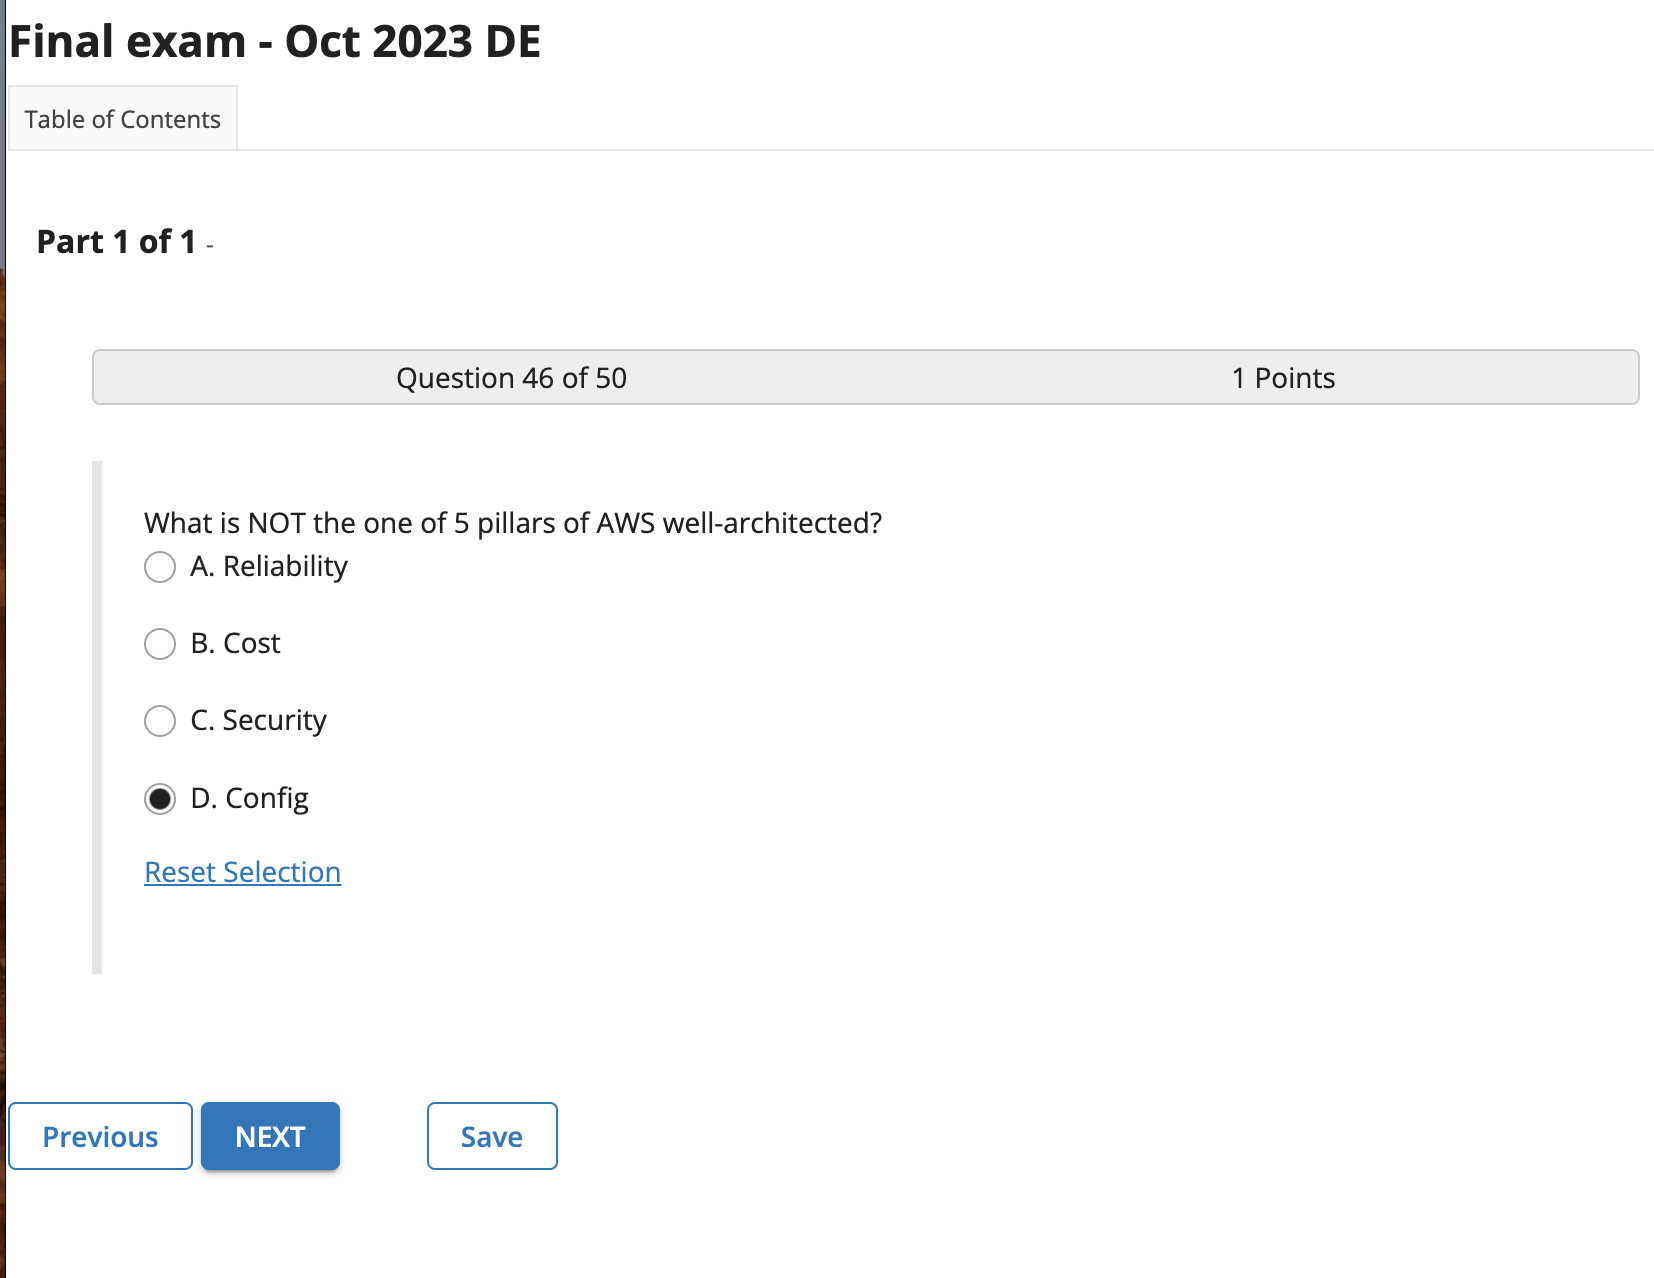 Final exam - Oct 2023 DE
Table of Contents
Part 1 of 1 -
Question 46 of 50 1 Points
What is NOT the one of 5 pillars of AWS well-architected?
A. Reliability
B. Cost
C. Security
D. Config
Reset Selection
Previous NEXT Save